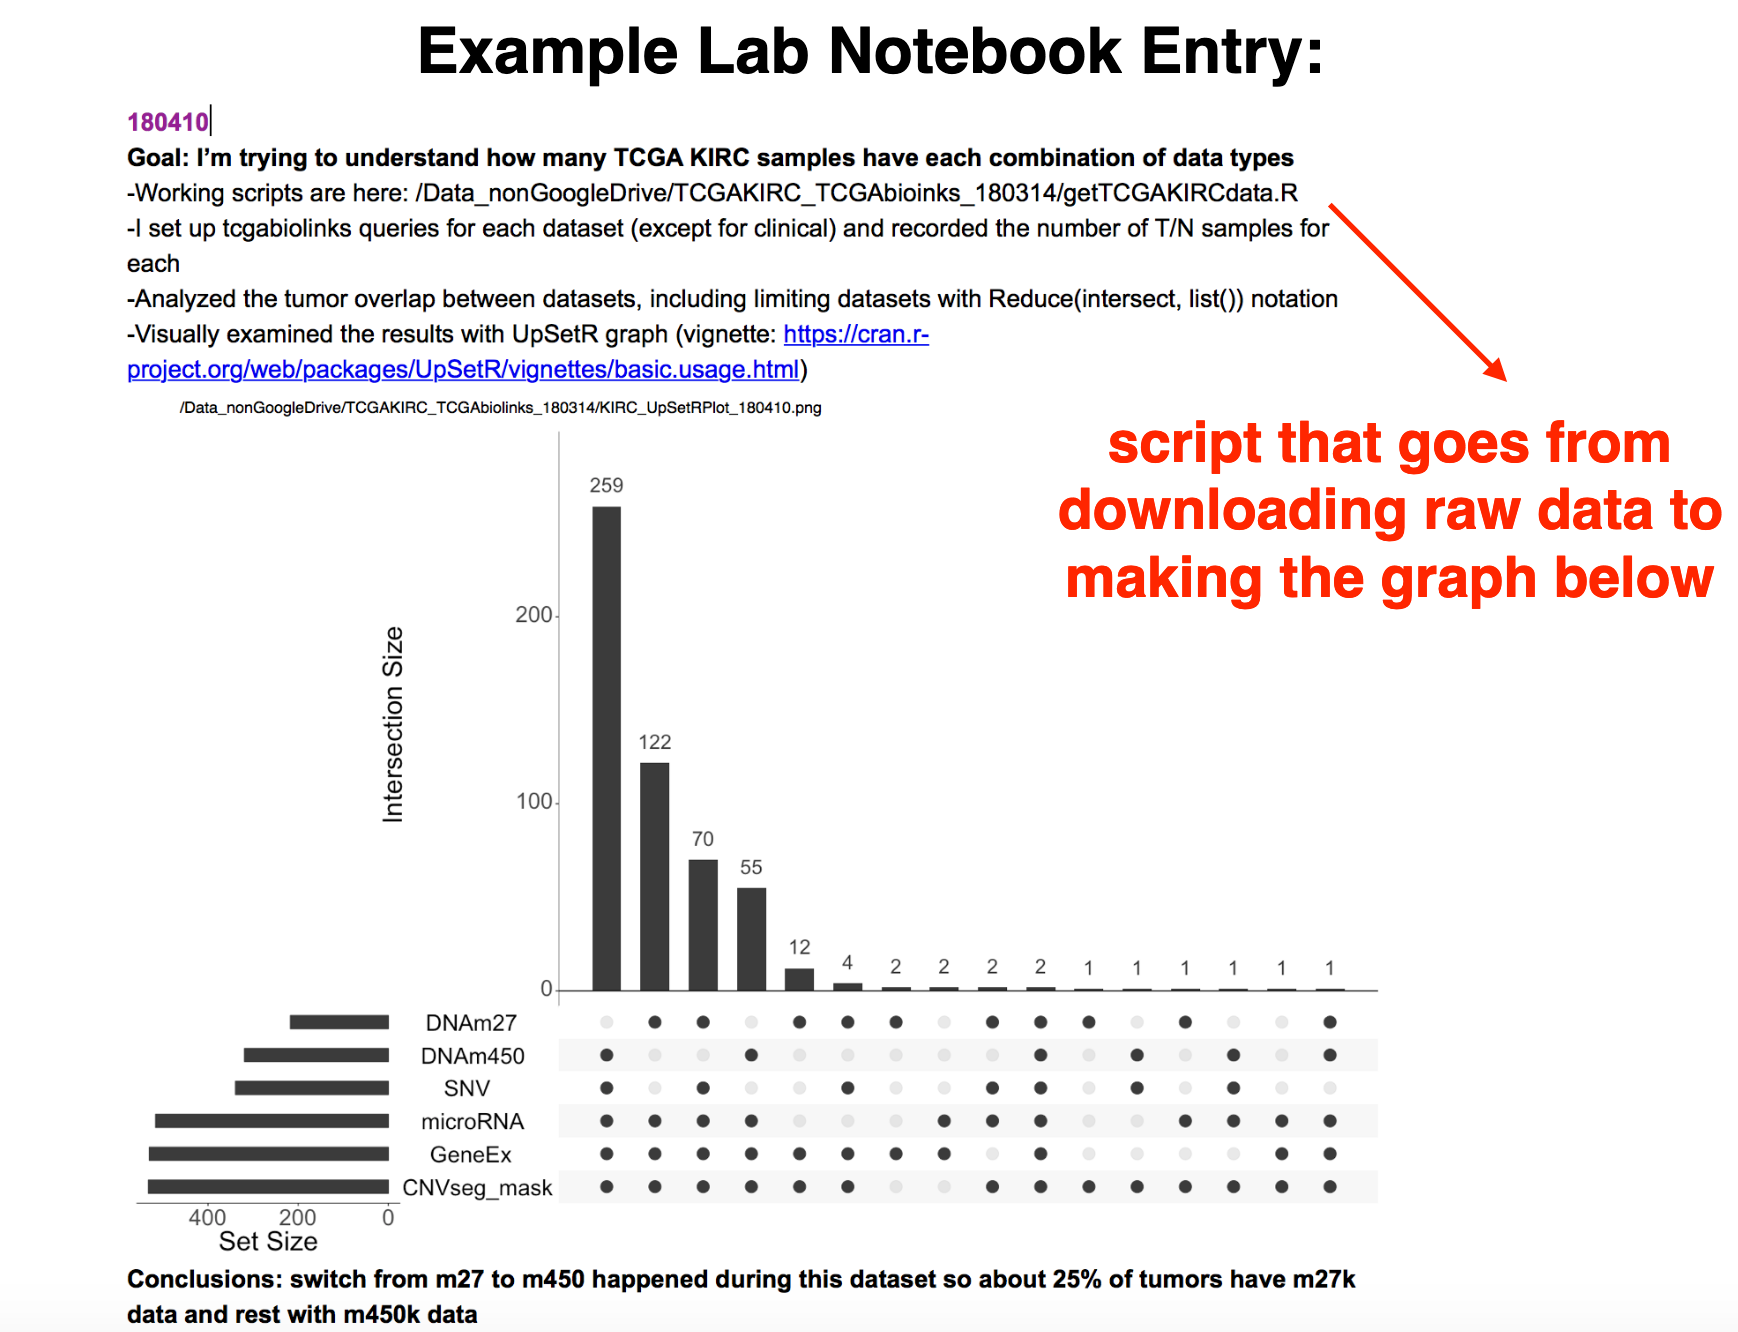 Example Lab Notebook Entry:
180410
Goal: I'm trying to understand how many TCGA KIRC samples have each combination of data types
-Working scripts are here: /Data_nonGoogleDrive/TCGAKIRC_TCGAbioinks_180314/getTCGAKIRCdata.R
-I set up tcgabiolinks queries for each dataset (except for clinical) and recorded the number of T/N samples for
each
-Analyzed the tumor overlap between datasets, including limiting datasets with Reduce(intersect, list()) notation
-Visually examined the results with UpSetR graph (vignette: https://cran.r-
project.org/web/packages/UpSetR/vignettes/basic.usage.html)
/Data_nonGoogleDrive/TCGAKIRC_TCGAbiolinks_180314/KIRC_UpSetRPlot_180410.png
script that goes from
downloading raw data to
making the graph below
Intersection Size
200
100
0
259
122
70
55
12
4
2
2
2
2
1
1
1
1
1
1
DNAm27
DNAm450
SNV
microRNA
GeneEx
CNVseg_mask
400 200 0
Set Size
Conclusions: switch from m27 to m450 happened during this dataset so about 25% of tumors have m27k
data and rest with m450k data